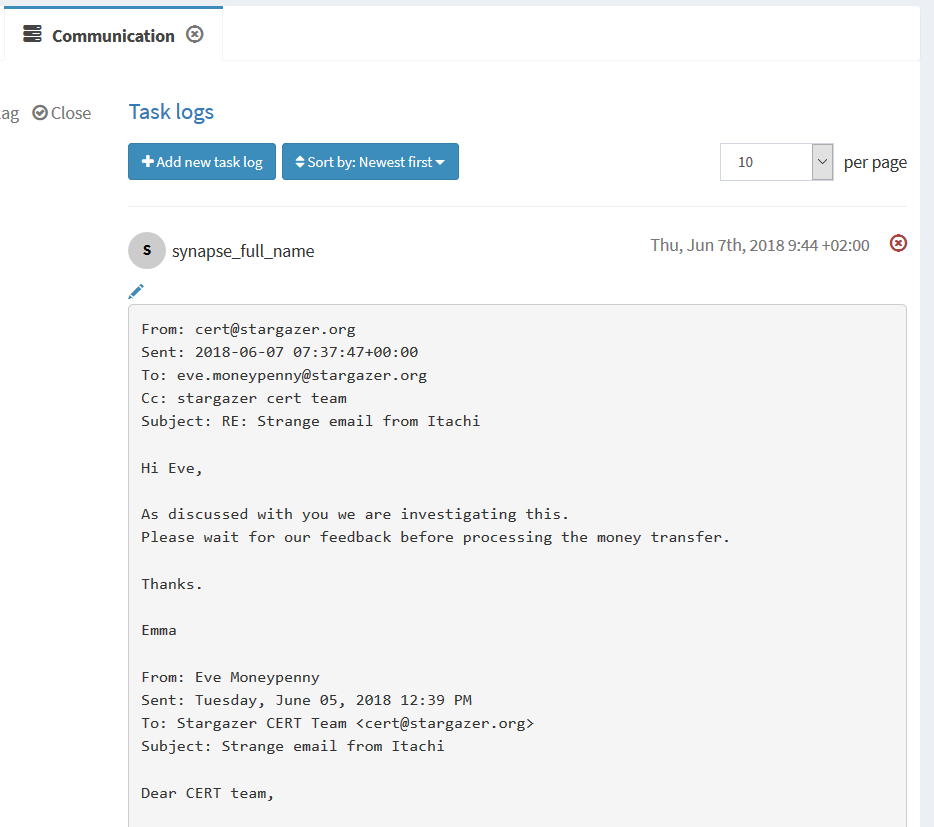 Communication
ag Close
Task logs
Add new task log
Sort by: Newest first
10 per page
S synapse_full_name
Thu, Jun 7th, 2018 9:44 +02:00
From: cert@stargazer.org
Sent: 2018-06-07 07:37:47+00:00
To: eve.moneypenny@stargazer.org
Cc: stargazer cert team
Subject: RE: Strange email from Itachi
Hi Eve,
As discussed with you we are investigating this.
Please wait for our feedback before processing the money transfer.
Thanks.
Emma
From: Eve Moneypenny
Sent: Tuesday, June 05, 2018 12:39 PM
To: Stargazer CERT Team <cert@stargazer.org>
Subject: Strange email from Itachi
Dear CERT team,